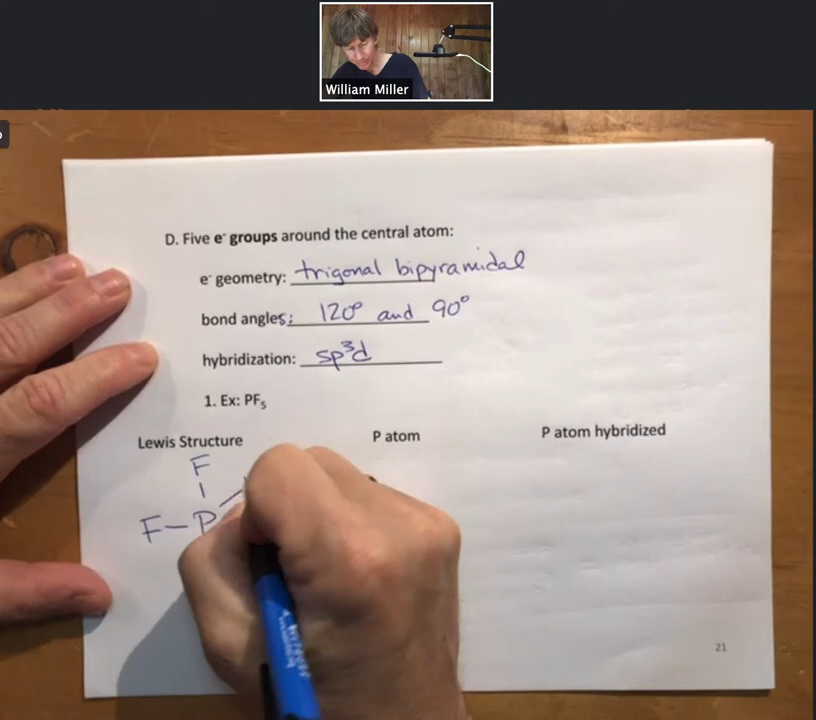 William Miller
D. Five e⁻ groups around the central atom:
e⁻ geometry: trigonal bipyramidal
bond angles: 120° and 90°
hybridization: sp³d
1. Ex: PF₅
Lewis Structure P atom P atom hybridized
F
F-P
21